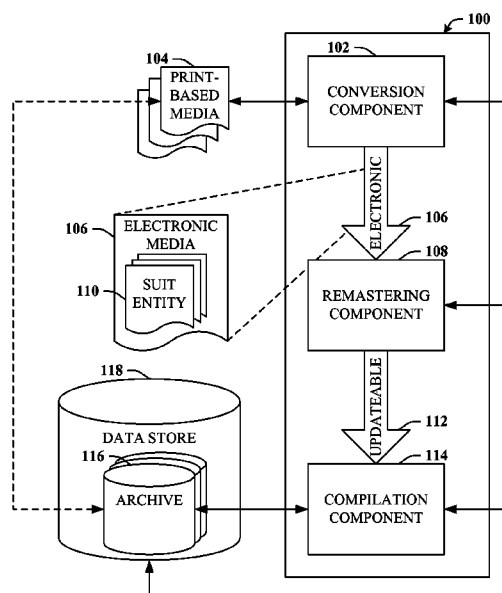 100
104
PRINT-
BASED
MEDIA
102
CONVERSION
COMPONENT
ELECTRONIC
106
106
ELECTRONIC
MEDIA
110
SUIT
ENTITY
108
REMASTERING
COMPONENT
UPDATEABLE
112
118
DATA STORE
116
ARCHIVE
114
COMPILATION
COMPONENT